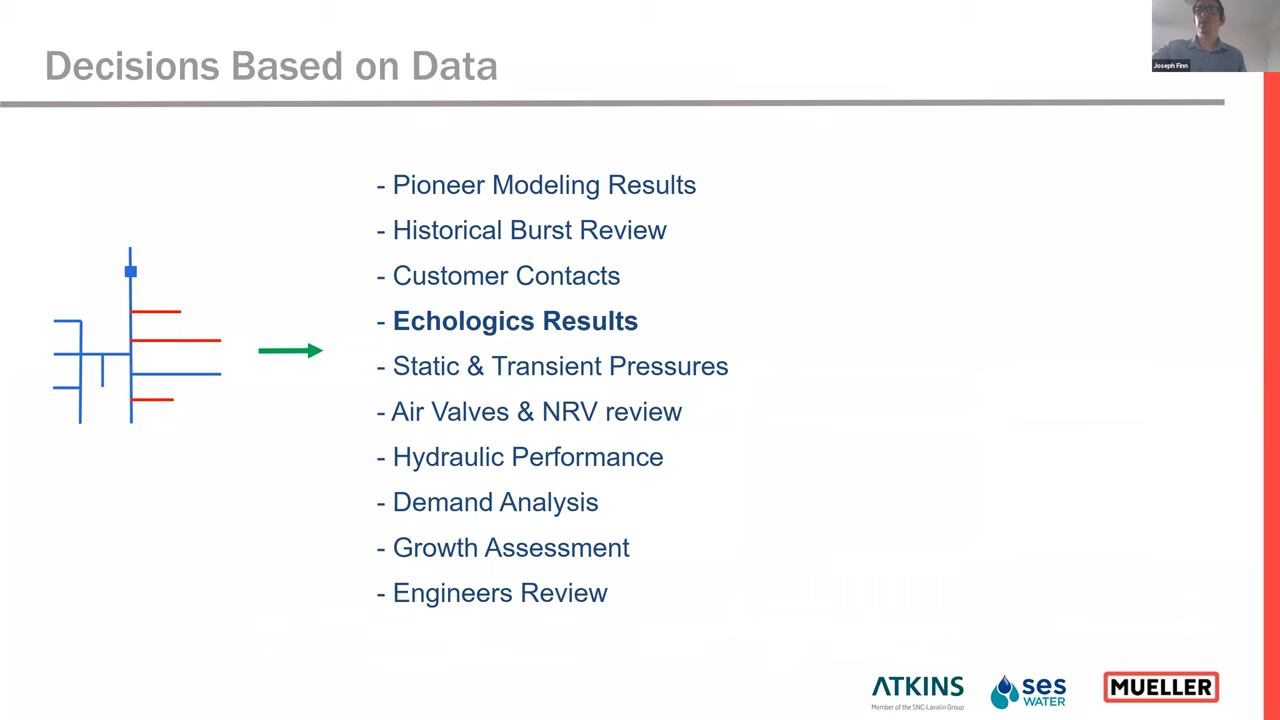 Decisions Based on Data
Joseph Finn
- Pioneer Modeling Results
- Historical Burst Review
- Customer Contacts
- Echologics Results
- Static & Transient Pressures
- Air Valves & NRV review
- Hydraulic Performance
- Demand Analysis
- Growth Assessment
- Engineers Review
ATKINS
Member of the SNC-Lavalin Group
ses
WATER
MUELLER